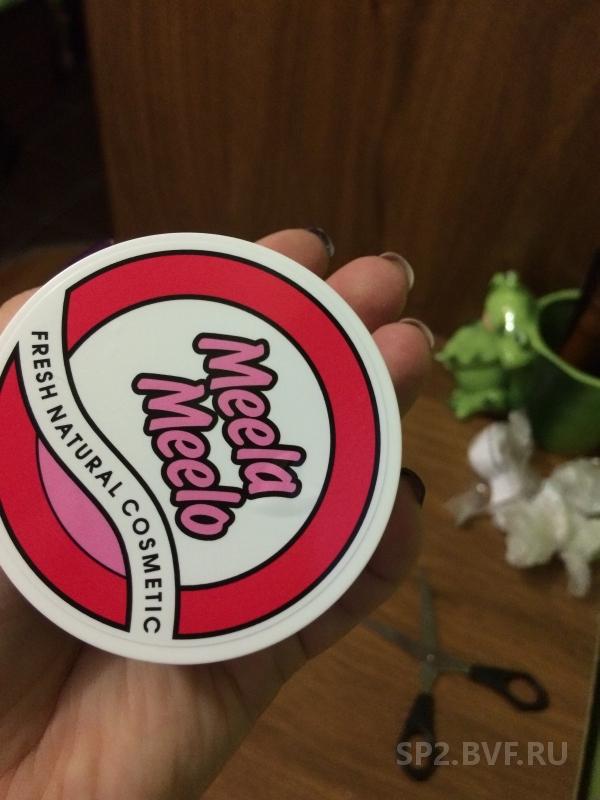 Meela
Meelo
FRESH NATURAL COSMETIC
SP2.BVF.RU